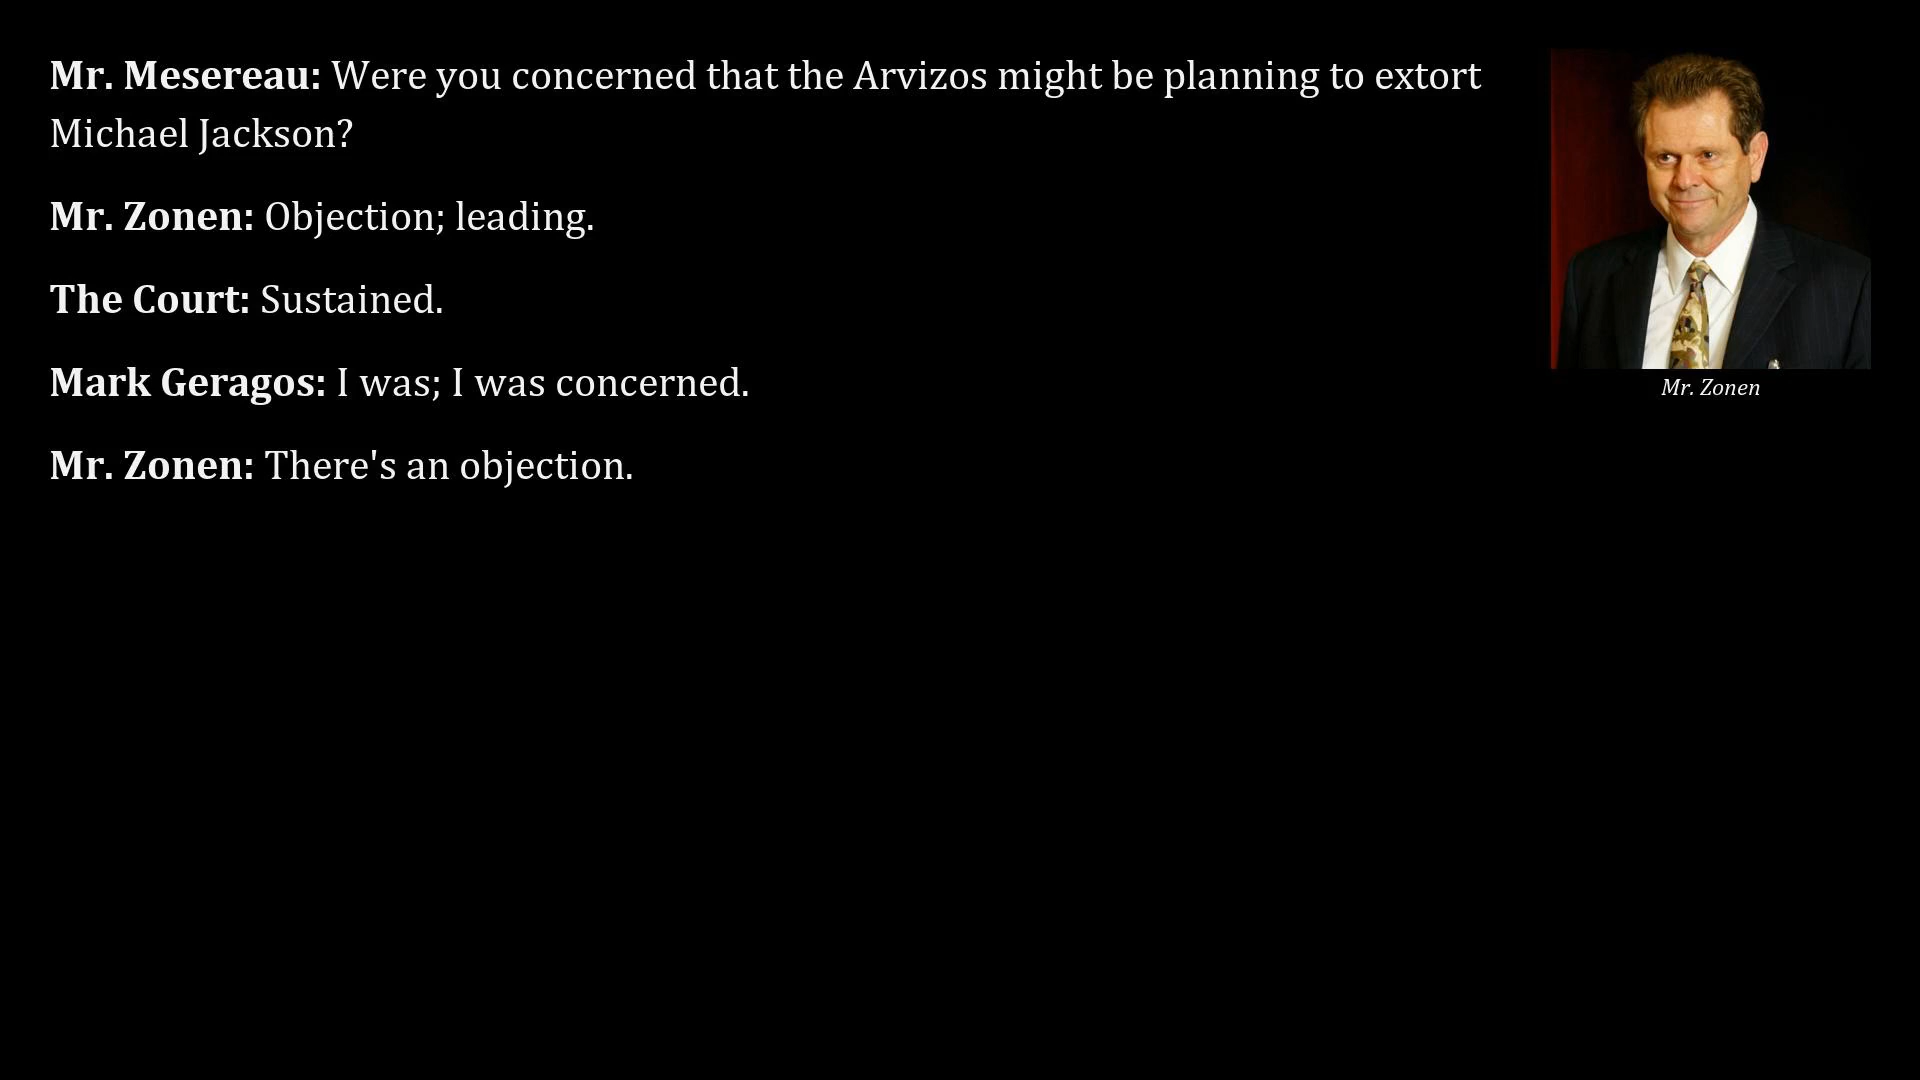 Mr. Mesereau: Were you concerned that the Arvizos might be planning to extort
Michael Jackson?
Mr. Zonen: Objection; leading.
The Court: Sustained.
Mark Geragos: I was; I was concerned.
Mr. Zonen: There's an objection.
Mr. Zonen